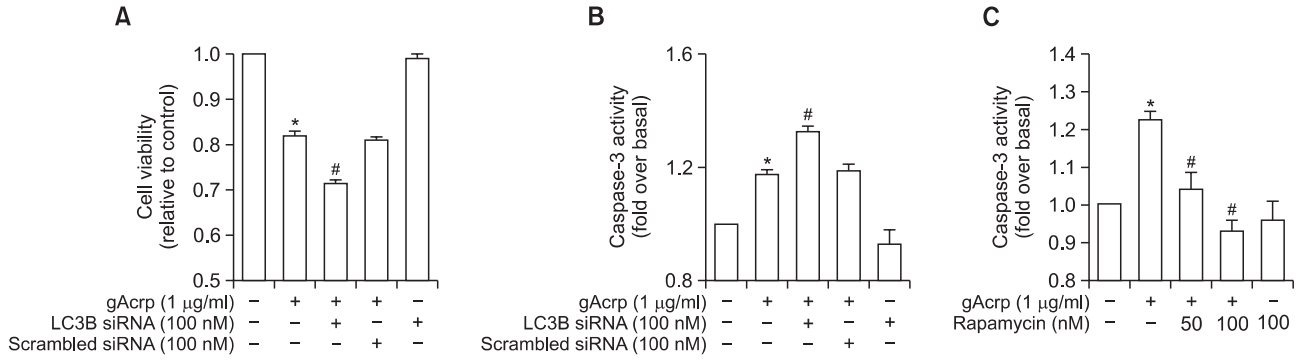 A
Cell viability
(relative to control)
1.0
0.9
0.8
0.7
0.6
0.5
*
#
gAcrp (1 μg/ml) − + + + −
LC3B siRNA (100 nM) − − + − +
Scrambled siRNA (100 nM) − − − + −
B
Caspase-3 activity
(fold over basal)
1.6
1.2
0.8
*
#
gAcrp (1 μg/ml) − + + + −
LC3B siRNA (100 nM) − − + − +
Scrambled siRNA (100 nM) − − − + −
C
Caspase-3 activity
(fold over basal)
1.4
1.3
1.2
1.1
1.0
0.9
0.8
*
#
#
gAcrp (1 μg/ml) − + + + −
Rapamycin (nM) − − 50 100 100